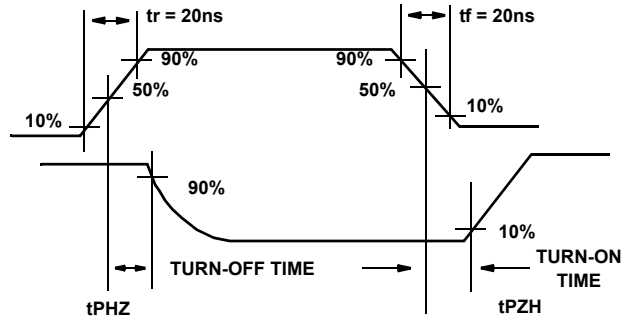 tr = 20ns
tf = 20ns
90%
90%
50%
50%
10%
10%
90%
10%
TURN-OFF TIME
TURN-ON
TIME
tPHZ
tPZH